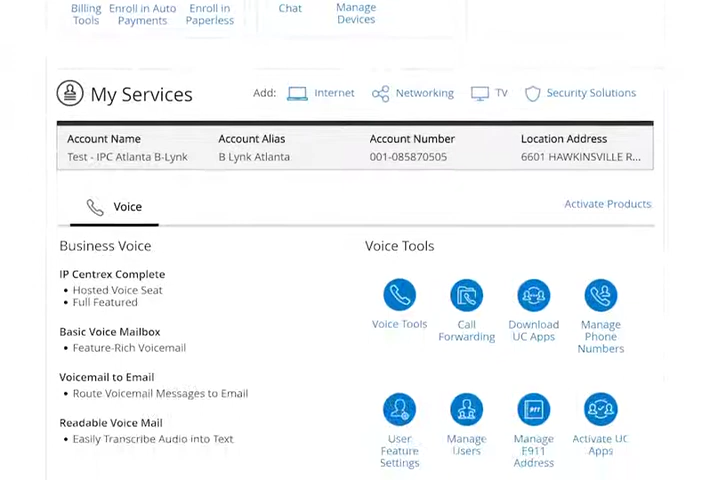 Billing Tools
Enroll in Auto Payments
Enroll in Paperless
Chat
Manage Devices
My Services
Add: Internet Networking TV Security Solutions
Account Name Account Alias Account Number Location Address
Test - IPC Atlanta B-Lynk B Lynk Atlanta 001-085870505 6601 HAWKINSVILLE R...
Voice Activate Products
Business Voice
IP Centrex Complete
• Hosted Voice Seat
• Full Featured
Basic Voice Mailbox
• Feature-Rich Voicemail
Voicemail to Email
• Route Voicemail Messages to Email
Readable Voice Mail
• Easily Transcribe Audio into Text
Voice Tools
Voice Tools
Call Forwarding
Download UC Apps
Manage Phone Numbers
User Feature Settings
Manage Users
Manage E911 Address
Activate UC Apps